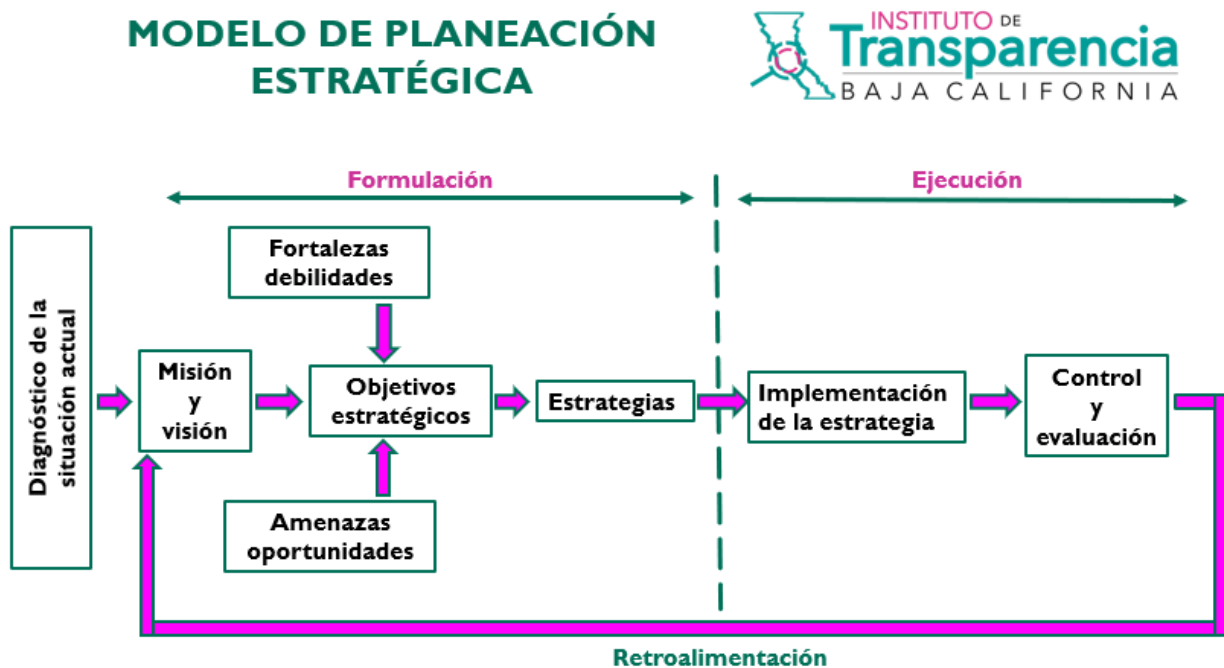 MODELO DE PLANEACIÓN
ESTRATÉGICA
INSTITUTO DE
Transparencia
BAJA CALIFORNIA
Formulación
Ejecución
Diagnóstico de la
situación actual
Fortalezas
debilidades
Misión
y
visión
Objetivos
estratégicos
Amenazas
oportunidades
Estrategias
Implementación
de la estrategia
Control
y
evaluación
Retroalimentación